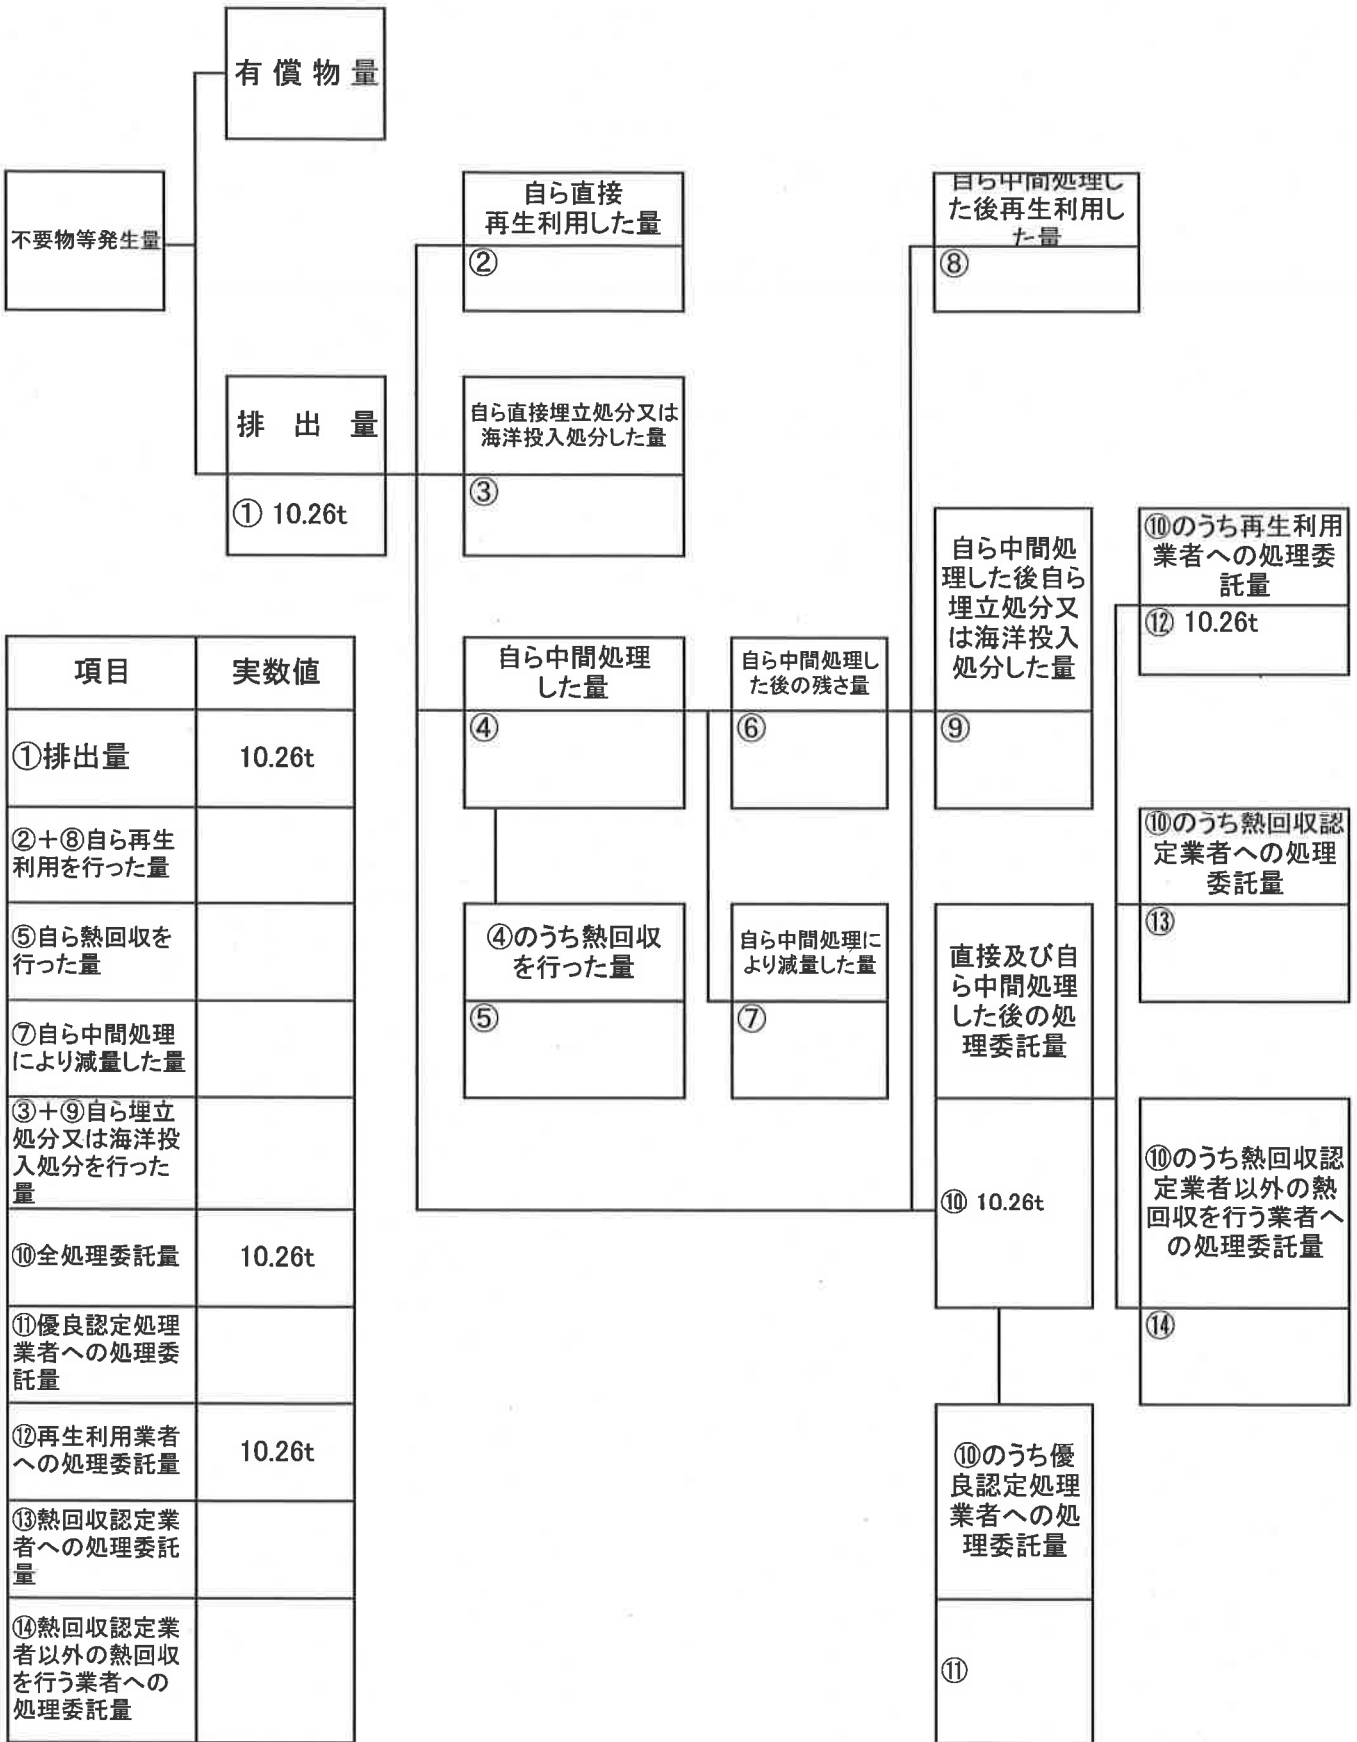 有償物量
不要物等発生量
自ら直接
再生利用した量
②
自ら中間処理し
た後再生利用し
た量
⑧
排出量
① 10.26t
自ら直接埋立処分又は
海洋投入処分した量
③
自ら中間処理
した量
④
自ら中間処理し
た後の残さ量
⑥
自ら中間処
理した後自ら
埋立処分又
は海洋投入
処分した量
⑨
⑩のうち再生利用
業者への処理委
託量
⑫ 10.26t
④のうち熱回収
を行った量
⑤
自ら中間処理に
より減量した量
⑦
直接及び自
ら中間処理
した後の処
理委託量
⑩ 10.26t
⑩のうち熱回収認
定業者への処理
委託量
⑬
⑩のうち熱回収認
定業者以外の熱
回収を行う業者へ
の処理委託量
⑭
⑩のうち優
良認定処理
業者への処
理委託量
⑪
項目 実数値
①排出量 10.26t
②＋⑧自ら再生
利用を行った量
⑤自ら熱回収を
行った量
⑦自ら中間処理
により減量した量
③＋⑨自ら埋立
処分又は海洋投
入処分を行った
量
⑩全処理委託量 10.26t
⑪優良認定処理
業者への処理委
託量
⑫再生利用業者
への処理委託量 10.26t
⑬熱回収認定業
者への処理委託
量
⑭熱回収認定業
者以外の熱回収
を行う業者への
処理委託量